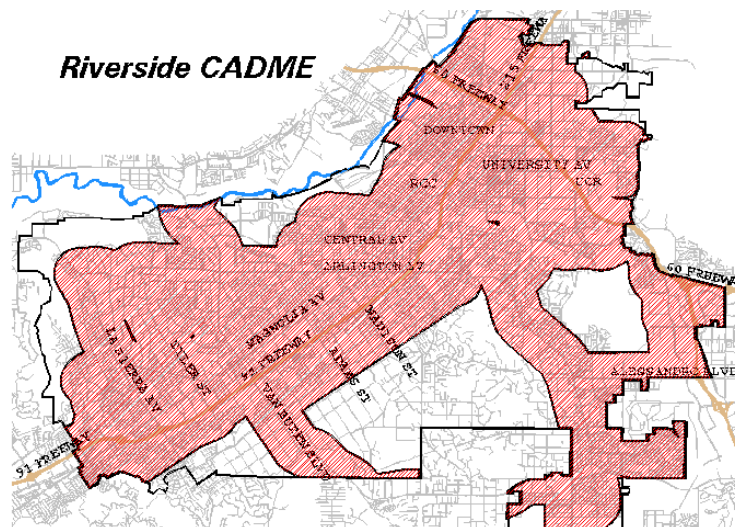 Riverside CADME
215 FREEWAY
60 FREEWAY
DOWNTOWN
UNIVERSITY AV
RCC
UCR
CENTRAL AV
ARLINGTON AV
60 FREEWAY
MAGNOLIA AV
MADISON ST
91 FREEWAY
LA SIERRA AV
TYLER ST
ADAMS ST
ALESSANDRO BLVD
VAN BUREN BLVD
91 FREEWAY